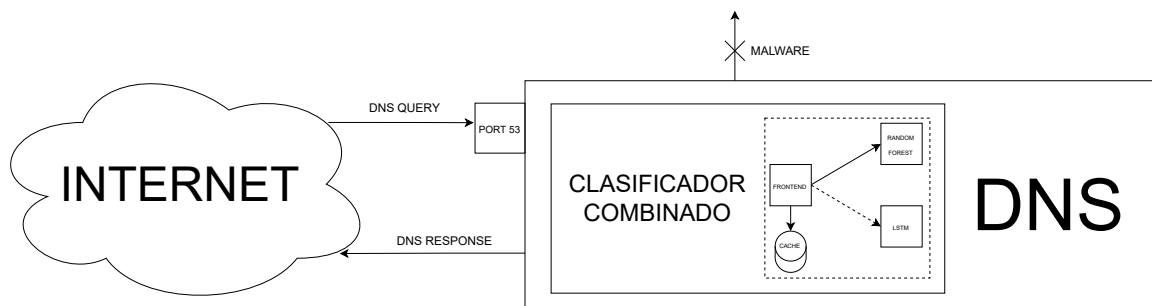 MALWARE
DNS QUERY
PORT 53
INTERNET
DNS RESPONSE
CLASIFICADOR
COMBINADO
FRONTEND
CACHE
RANDOM
FOREST
LSTM
DNS